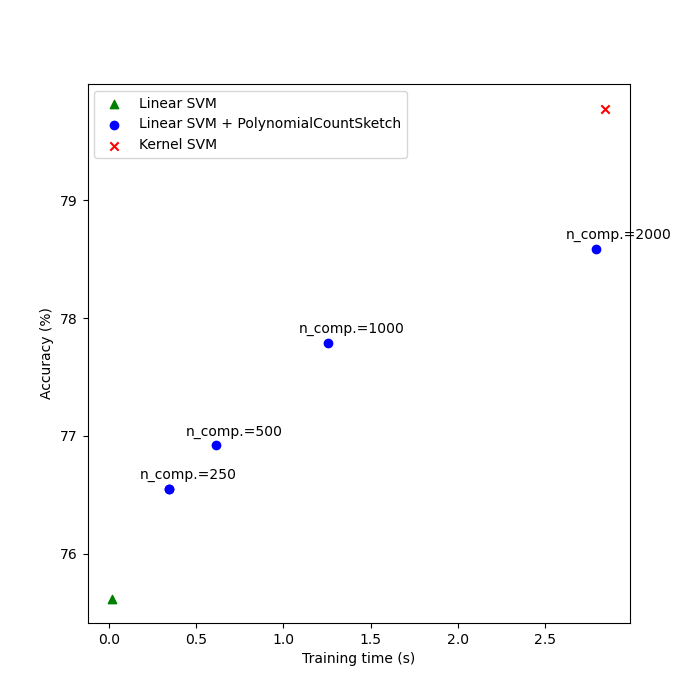 Linear SVM
Linear SVM + PolynomialCountSketch
Kernel SVM
79
n_comp.=2000
78
n_comp.=1000
Accuracy (%)
77
n_comp.=500
n_comp.=250
76
0.0 0.5 1.0 1.5 2.0 2.5
Training time (s)